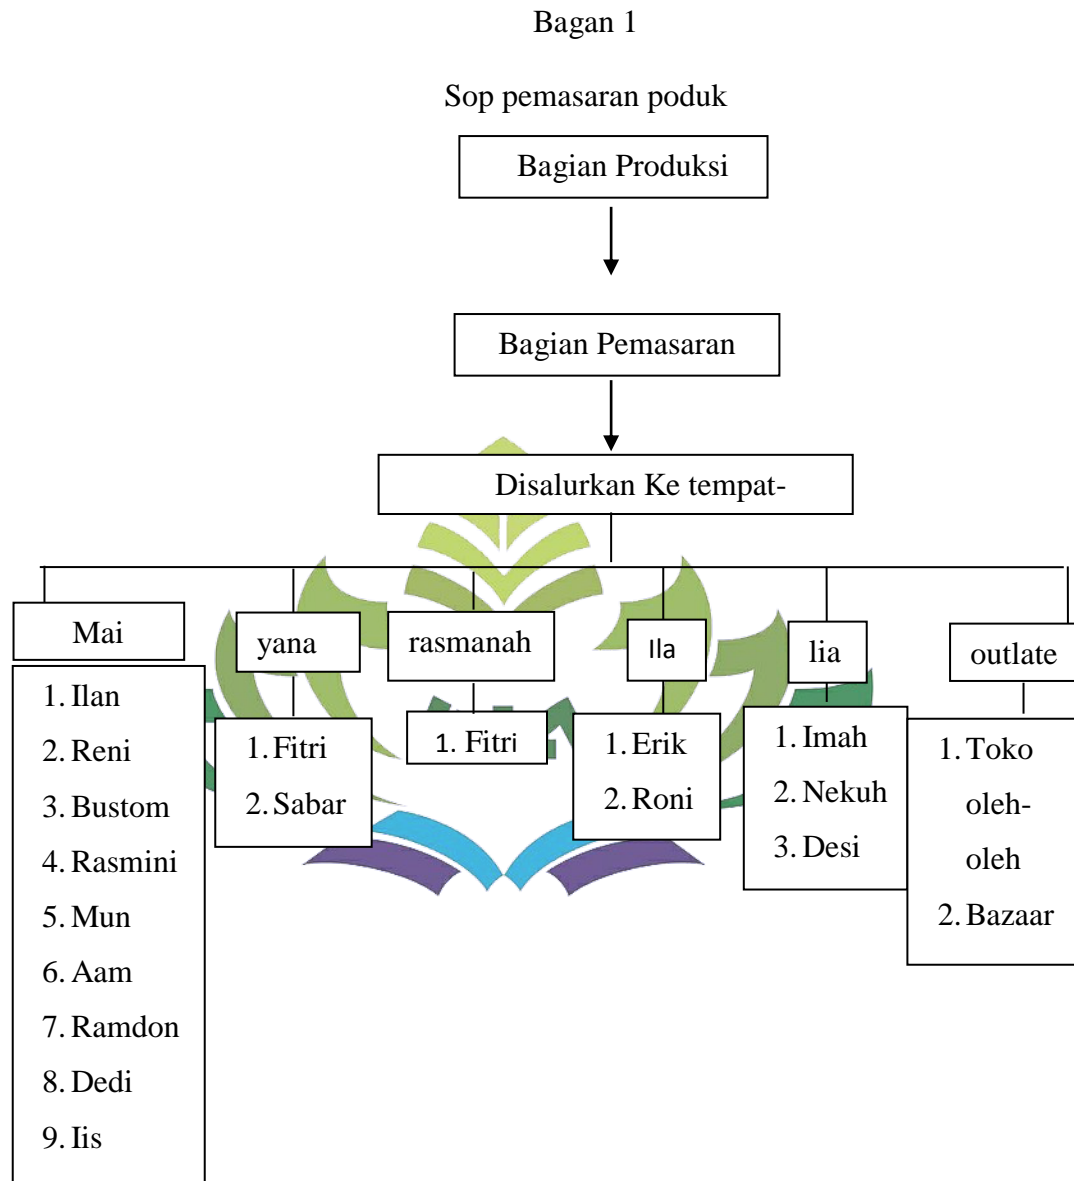 Bagan 1
Sop pemasaran poduk
Bagian Produksi
Bagian Pemasaran
Disalurkan Ke tempat-
Mai
1. Ilan
2. Reni
3. Bustom
4. Rasmini
5. Mun
6. Aam
7. Ramdon
8. Dedi
9. Iis
yana
1. Fitri
2. Sabar
rasmanah
1. Fitri
Ila
1. Erik
2. Roni
lia
1. Imah
2. Nekuh
3. Desi
outlate
1. Toko
oleh-
oleh
2. Bazaar